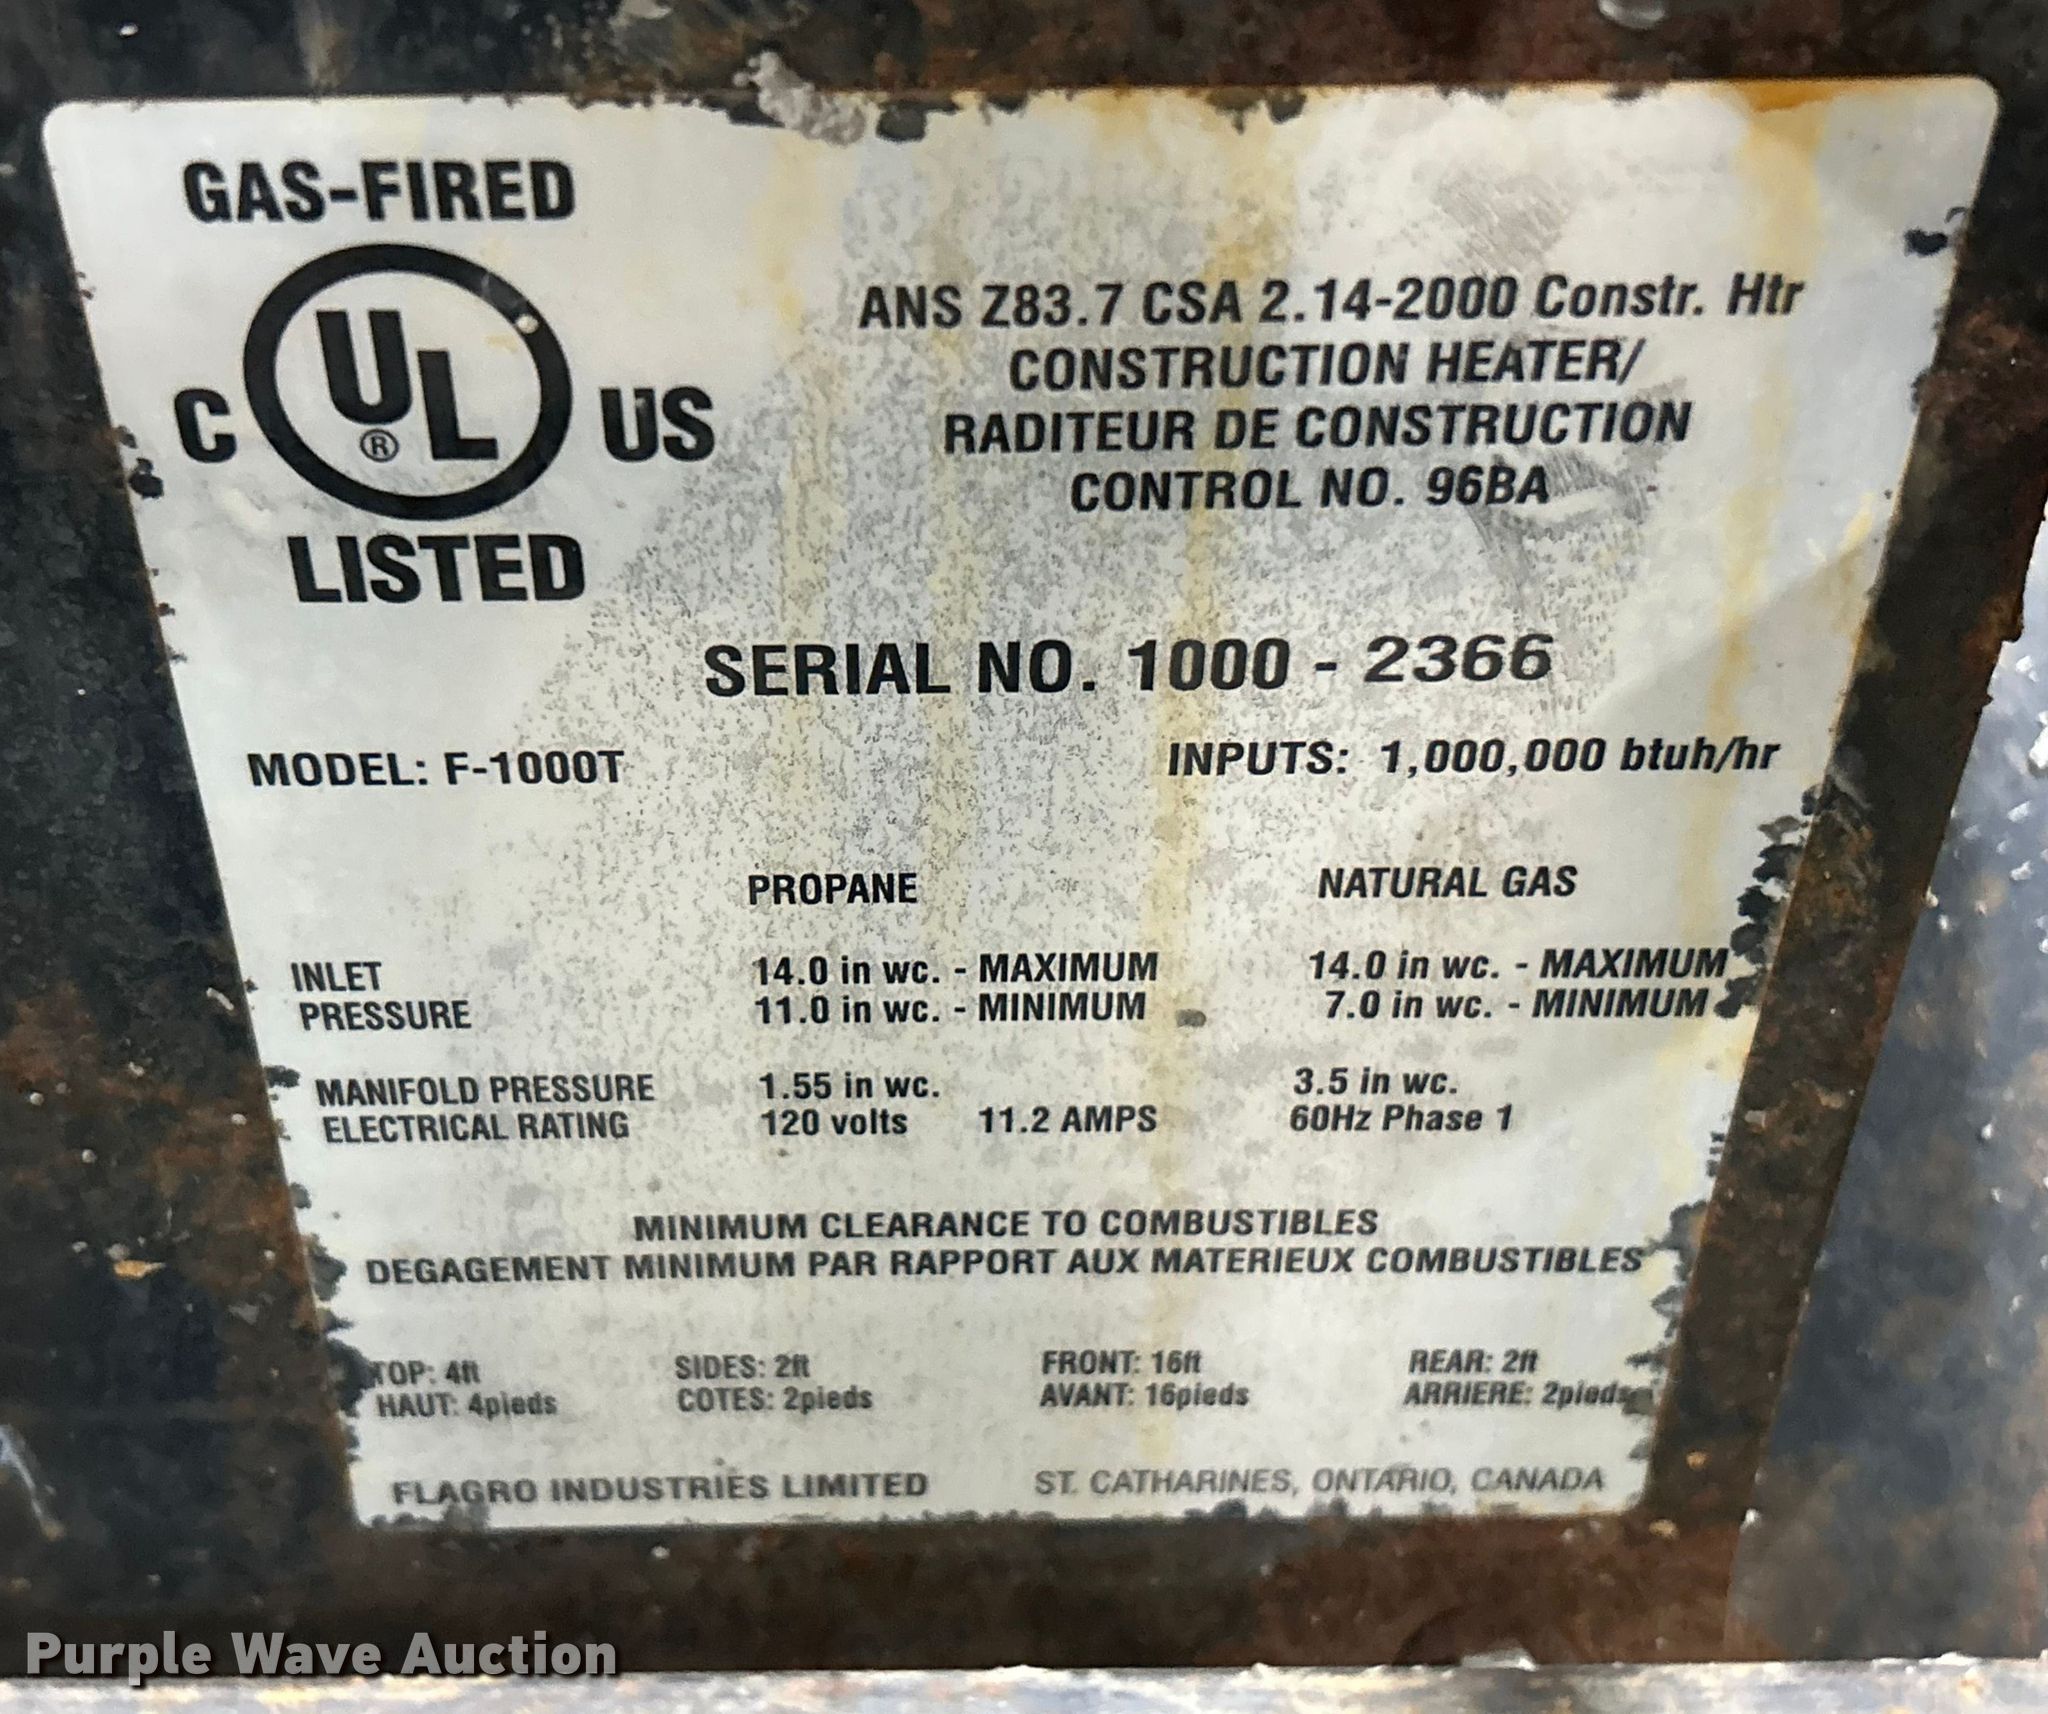 GAS-FIRED
C UL® US
LISTED
ANS Z83.7 CSA 2.14-2000 Constr. Htr
CONSTRUCTION HEATER/
RADITEUR DE CONSTRUCTION
CONTROL NO. 96BA
SERIAL NO. 1000 - 2366
MODEL: F-1000T INPUTS: 1,000,000 btuh/hr
PROPANE NATURAL GAS
INLET 14.0 in wc. - MAXIMUM 14.0 in wc. - MAXIMUM
PRESSURE 11.0 in wc. - MINIMUM 7.0 in wc. - MINIMUM
MANIFOLD PRESSURE 1.55 in wc. 3.5 in wc.
ELECTRICAL RATING 120 volts 11.2 AMPS 60Hz Phase 1
MINIMUM CLEARANCE TO COMBUSTIBLES
DEGAGEMENT MINIMUM PAR RAPPORT AUX MATERIEUX COMBUSTIBLES
TOP: 4ft SIDES: 2ft FRONT: 16ft REAR: 2ft
HAUT: 4pieds COTES: 2pieds AVANT: 16pieds ARRIERE: 2pieds
FLAGRO INDUSTRIES LIMITED ST. CATHARINES, ONTARIO, CANADA
Purple Wave Auction